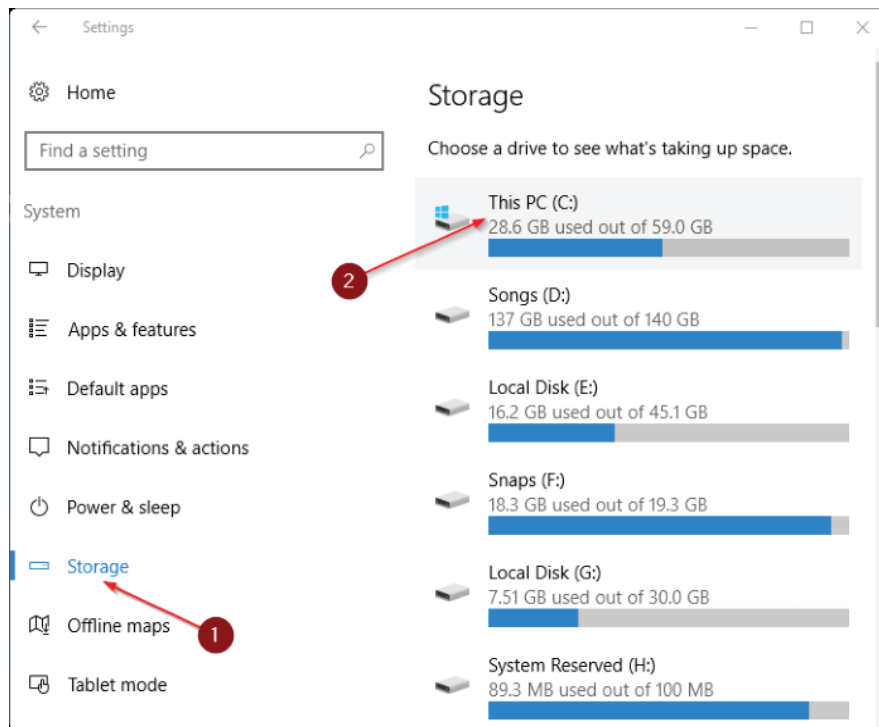 Settings
Home
Find a setting
System
Display
Apps & features
Default apps
Notifications & actions
Power & sleep
Storage
1
Offline maps
Tablet mode
Storage
Choose a drive to see what's taking up space.
This PC (C:)
28.6 GB used out of 59.0 GB
2
Songs (D:)
137 GB used out of 140 GB
Local Disk (E:)
16.2 GB used out of 45.1 GB
Snaps (F:)
18.3 GB used out of 19.3 GB
Local Disk (G:)
7.51 GB used out of 30.0 GB
System Reserved (H:)
89.3 MB used out of 100 MB